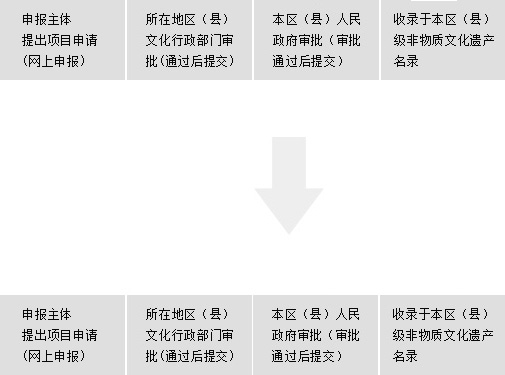 申报主体
提出项目申请
(网上申报)
所在地区（县）
文化行政部门审
批(通过后提交)
本区（县）人民
政府审批（审批
通过后提交）
收录于本区（县）
级非物质文化遗产
名录
申报主体
提出项目申请
(网上申报)
所在地区（县）
文化行政部门审
批(通过后提交)
本区（县）人民
政府审批（审批
通过后提交）
收录于本区（县）
级非物质文化遗产
名录